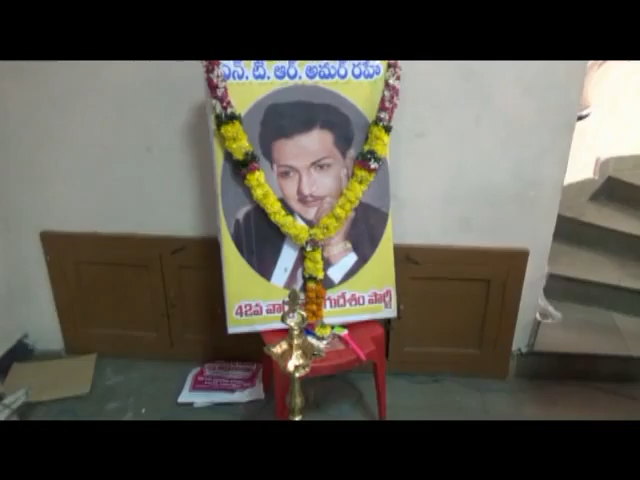 ఎన్. టి. ఆర్. అమర్ రహే
42వ వార్ గుదేశం పార్టీ